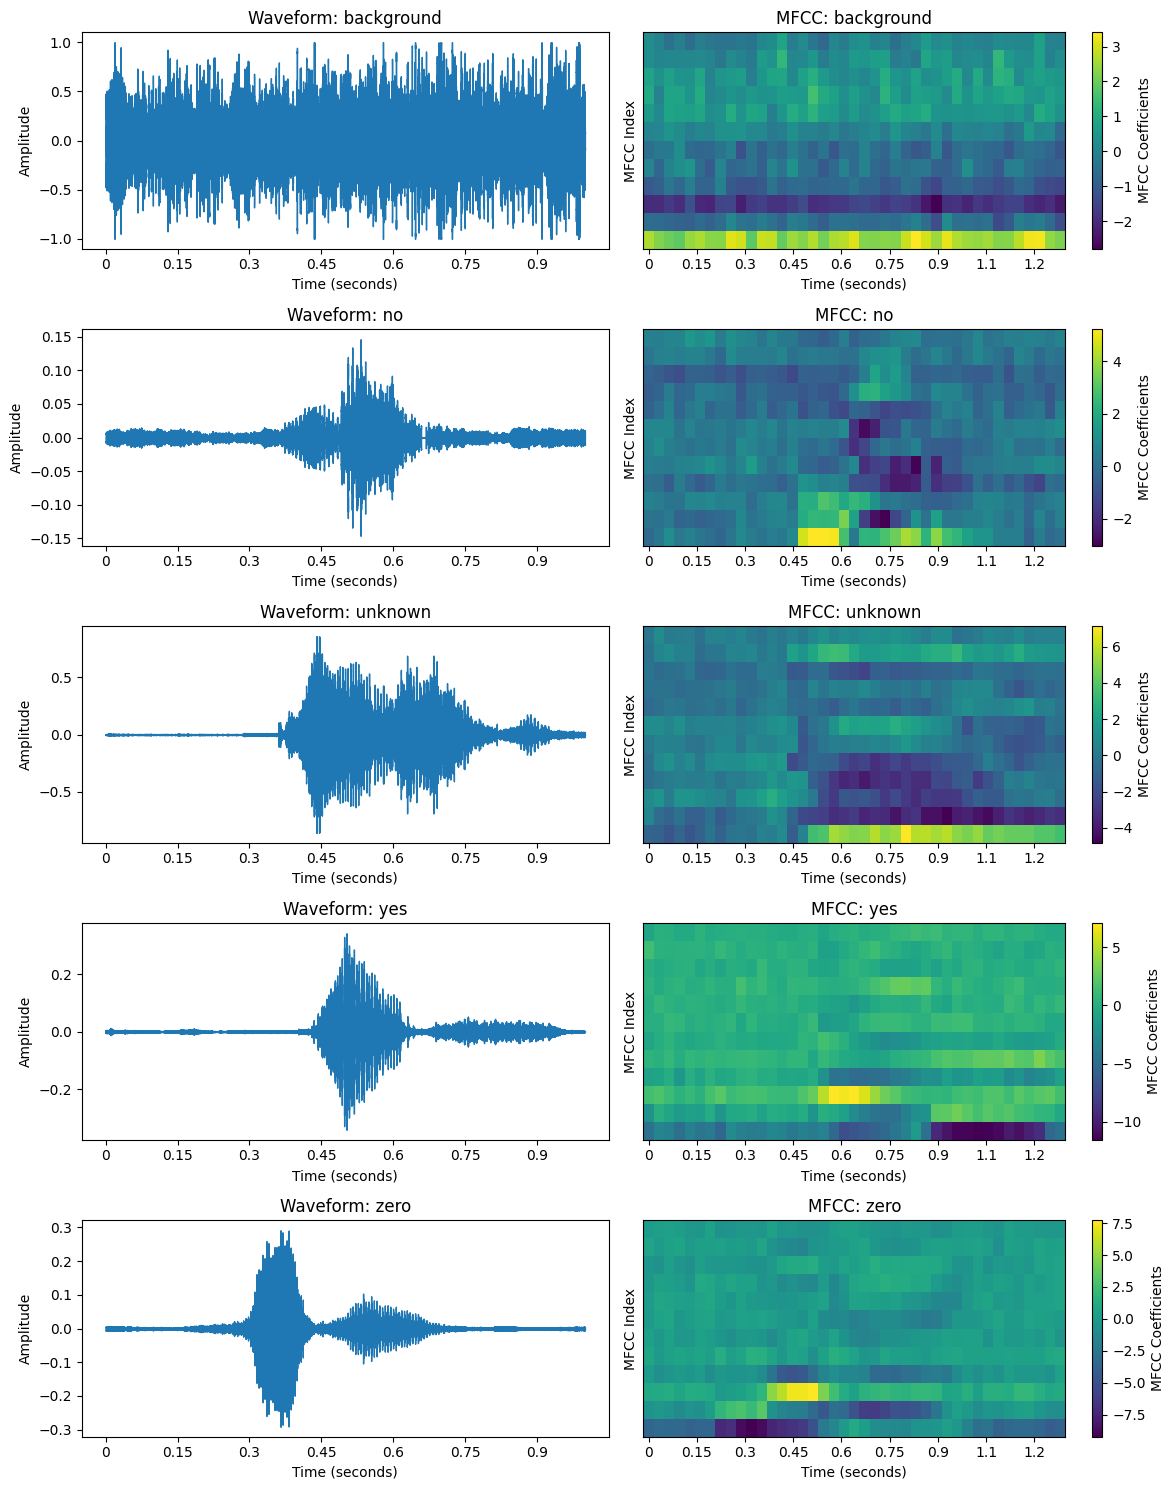 Waveform: background
Amplitude
1.0
0.5
0.0
−0.5
−1.0
0 0.15 0.3 0.45 0.6 0.75 0.9
Time (seconds)
MFCC: background
MFCC Index
0 0.15 0.3 0.45 0.6 0.75 0.9 1.1 1.2
Time (seconds)
3
2
1
0
−1
−2
MFCC Coefficients
Waveform: no
Amplitude
0.15
0.10
0.05
0.00
−0.05
−0.10
−0.15
0 0.15 0.3 0.45 0.6 0.75 0.9
Time (seconds)
MFCC: no
MFCC Index
0 0.15 0.3 0.45 0.6 0.75 0.9 1.1 1.2
Time (seconds)
4
2
0
−2
MFCC Coefficients
Waveform: unknown
Amplitude
0.5
0.0
−0.5
0 0.15 0.3 0.45 0.6 0.75 0.9
Time (seconds)
MFCC: unknown
MFCC Index
0 0.15 0.3 0.45 0.6 0.75 0.9 1.1 1.2
Time (seconds)
6
4
2
0
−2
−4
MFCC Coefficients
Waveform: yes
Amplitude
0.2
0.0
−0.2
0 0.15 0.3 0.45 0.6 0.75 0.9
Time (seconds)
MFCC: yes
MFCC Index
0 0.15 0.3 0.45 0.6 0.75 0.9 1.1 1.2
Time (seconds)
5
0
−5
−10
MFCC Coefficients
Waveform: zero
Amplitude
0.3
0.2
0.1
0.0
−0.1
−0.2
−0.3
0 0.15 0.3 0.45 0.6 0.75 0.9
Time (seconds)
MFCC: zero
MFCC Index
0 0.15 0.3 0.45 0.6 0.75 0.9 1.1 1.2
Time (seconds)
7.5
5.0
2.5
0.0
−2.5
−5.0
−7.5
MFCC Coefficients